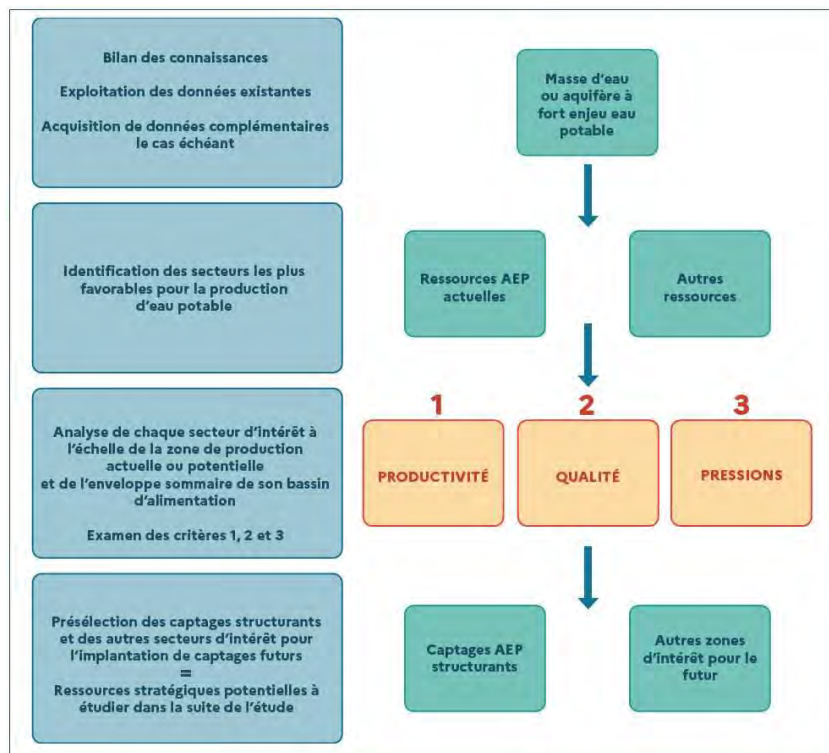 Bilan des connaissances
Exploitation des données existantes
Acquisition de données complémentaires
le cas échéant
Masse d'eau
ou aquifère à
fort enjeu eau
potable
Identification des secteurs les plus
favorables pour la production
d'eau potable
Ressources AEP
actuelles
Autres
ressources
Analyse de chaque secteur d'intérêt à
l'échelle de la zone de production
actuelle ou potentielle
et de l'enveloppe sommaire de son bassin
d'alimentation
Examen des critères 1, 2 et 3
1
PRODUCTIVITÉ
2
QUALITÉ
3
PRESSIONS
Présélection des captages structurants
et des autres secteurs d'intérêt pour
l'implantation de captages futurs
=
Ressources stratégiques potentielles à
étudier dans la suite de l'étude
Captages AEP
structurants
Autres zones
d'intérêt pour le
futur